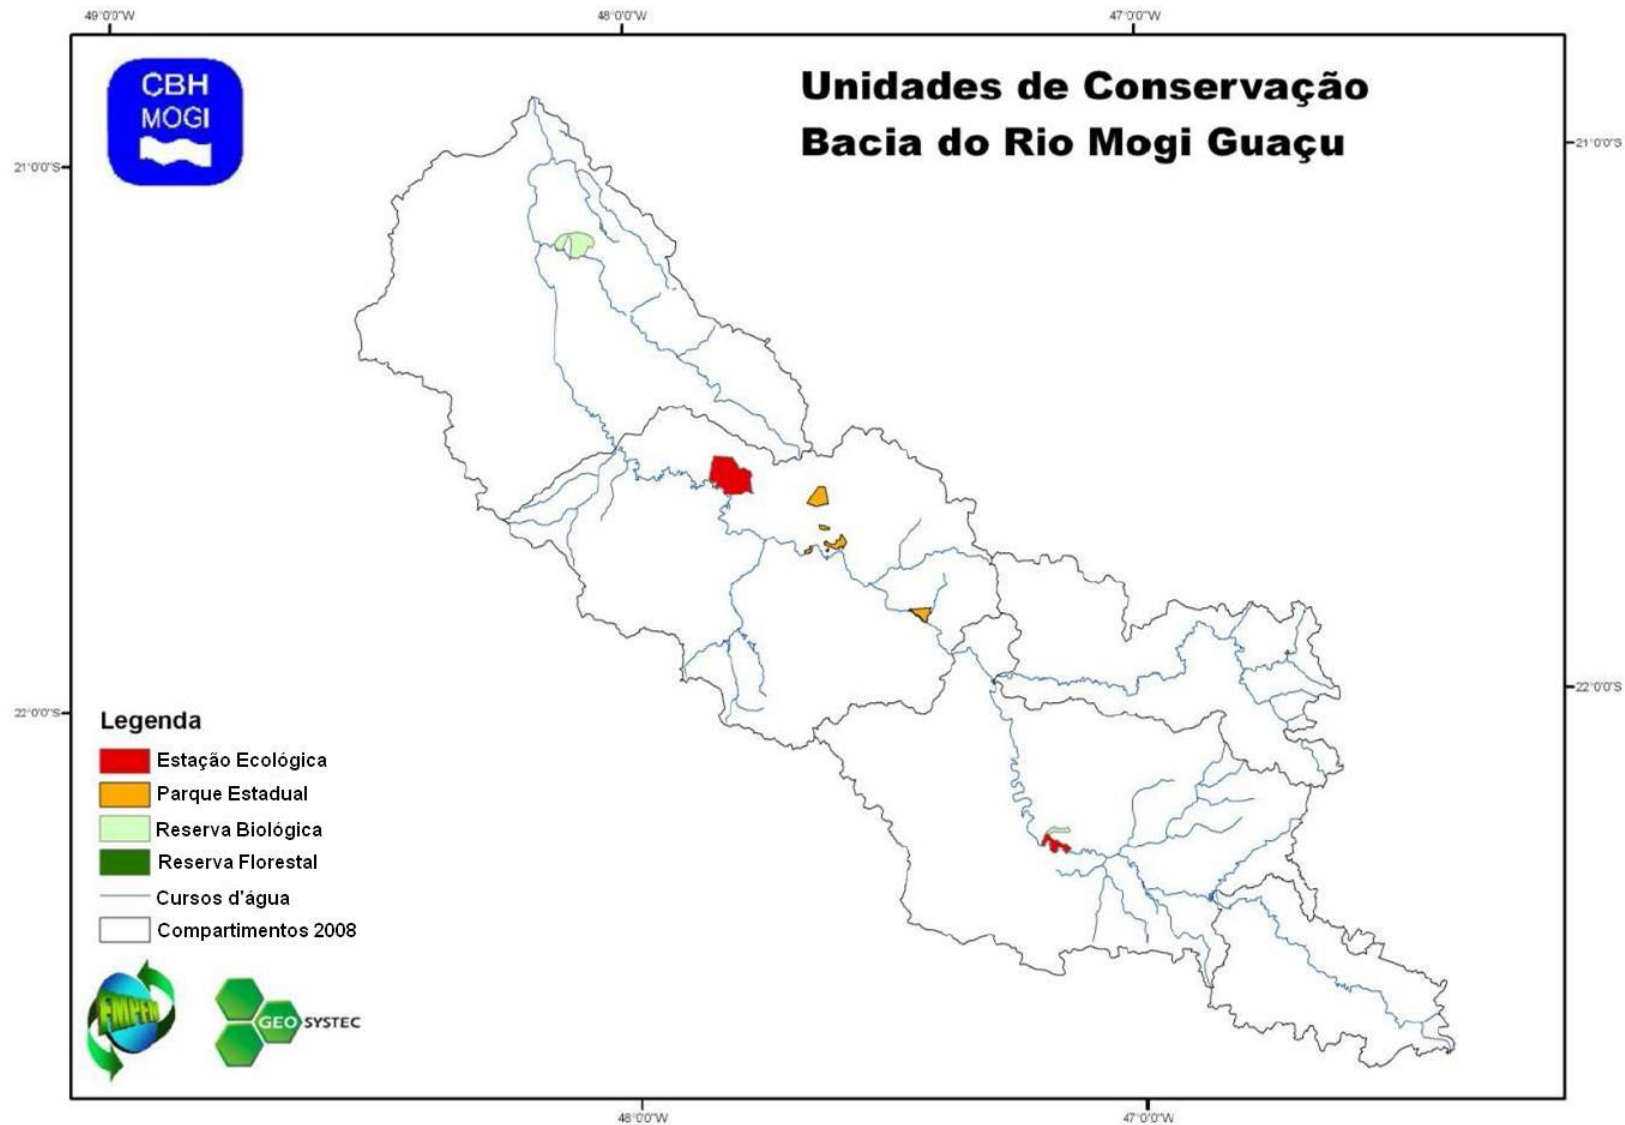 49°0'0"W 48°0'0"W 47°0'0"W
CBH
MOGI
Unidades de Conservação
Bacia do Rio Mogi Guaçu
21°0'0"S 21°0'0"S
22°0'0"S 22°0'0"S
Legenda
Estação Ecológica
Parque Estadual
Reserva Biológica
Reserva Florestal
Cursos d'água
Compartimentos 2008
FMPFM
GEO SYSTEC
48°0'0"W 47°0'0"W